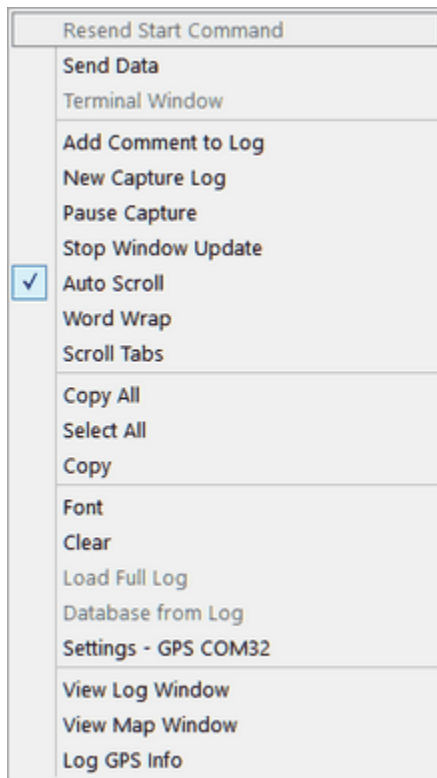 Resend Start Command
Send Data
Terminal Window
Add Comment to Log
New Capture Log
Pause Capture
Stop Window Update
Auto Scroll
Word Wrap
Scroll Tabs
Copy All
Select All
Copy
Font
Clear
Load Full Log
Database from Log
Settings - GPS COM32
View Log Window
View Map Window
Log GPS Info